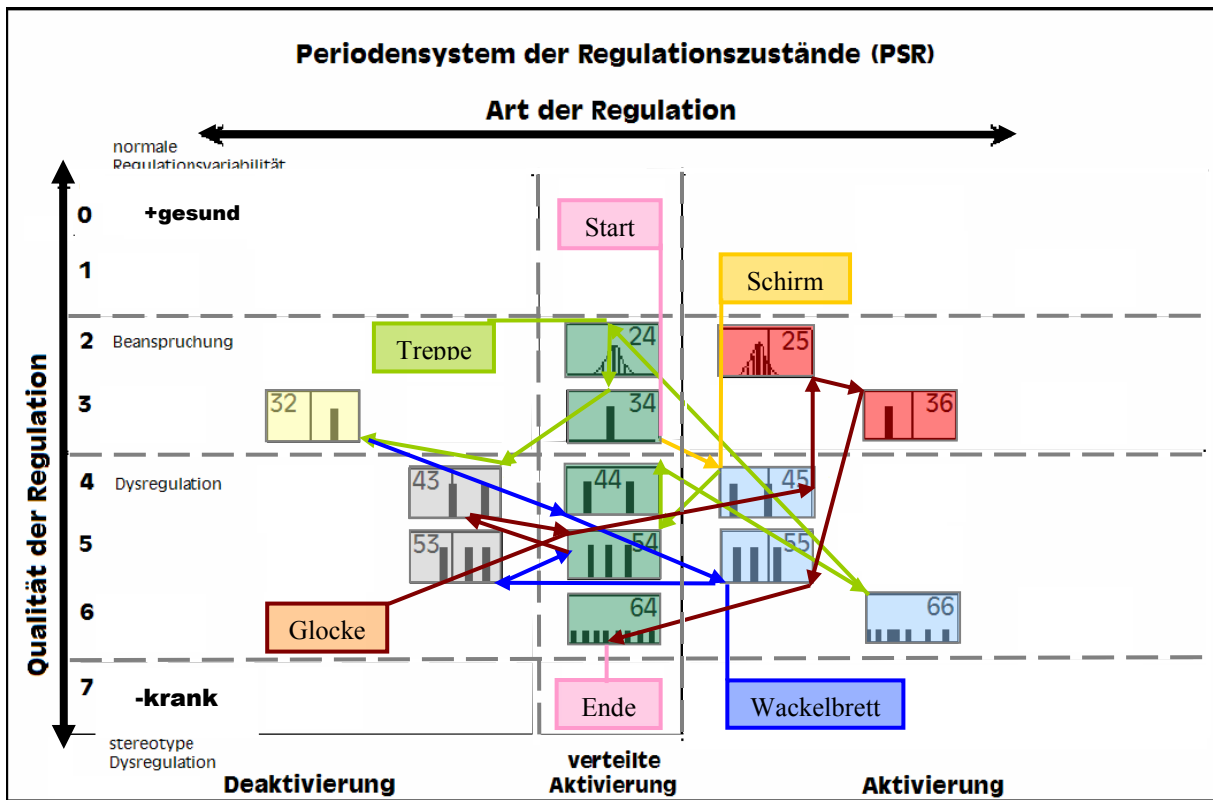 Periodensystem der Regulationszustände (PSR)
Art der Regulation
normale
Regulationsvariabilität
Qualität der Regulation
0 +gesund
Start
1
Schirm
2 Beanspruchung
Treppe
24
25
3
32
34
36
4 Dysregulation
43
44
45
5
53
54
55
6
Glocke
64
66
7 -krank
Ende
Wackelbrett
stereotype
Dysregulation
Deaktivierung
verteilte
Aktivierung
Aktivierung